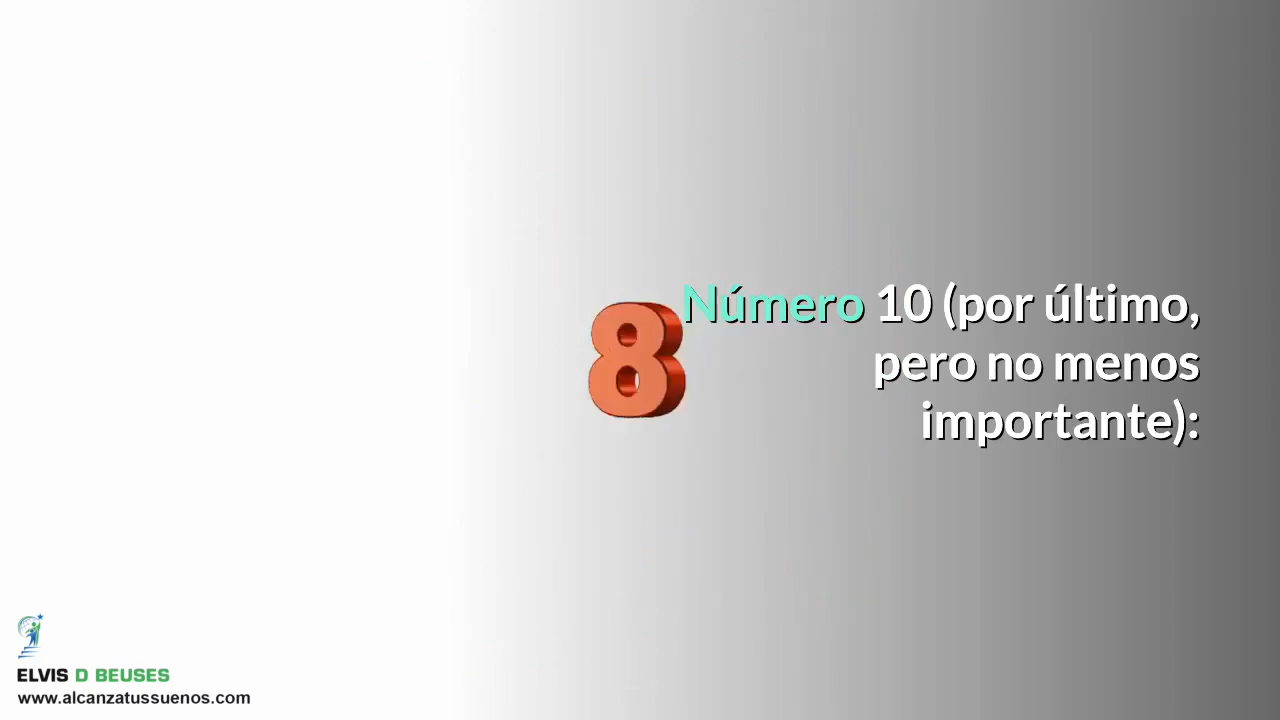 8
Número 10 (por último,
pero no menos
importante):
ELVIS D BEUSES
www.alcanzatussuenos.com